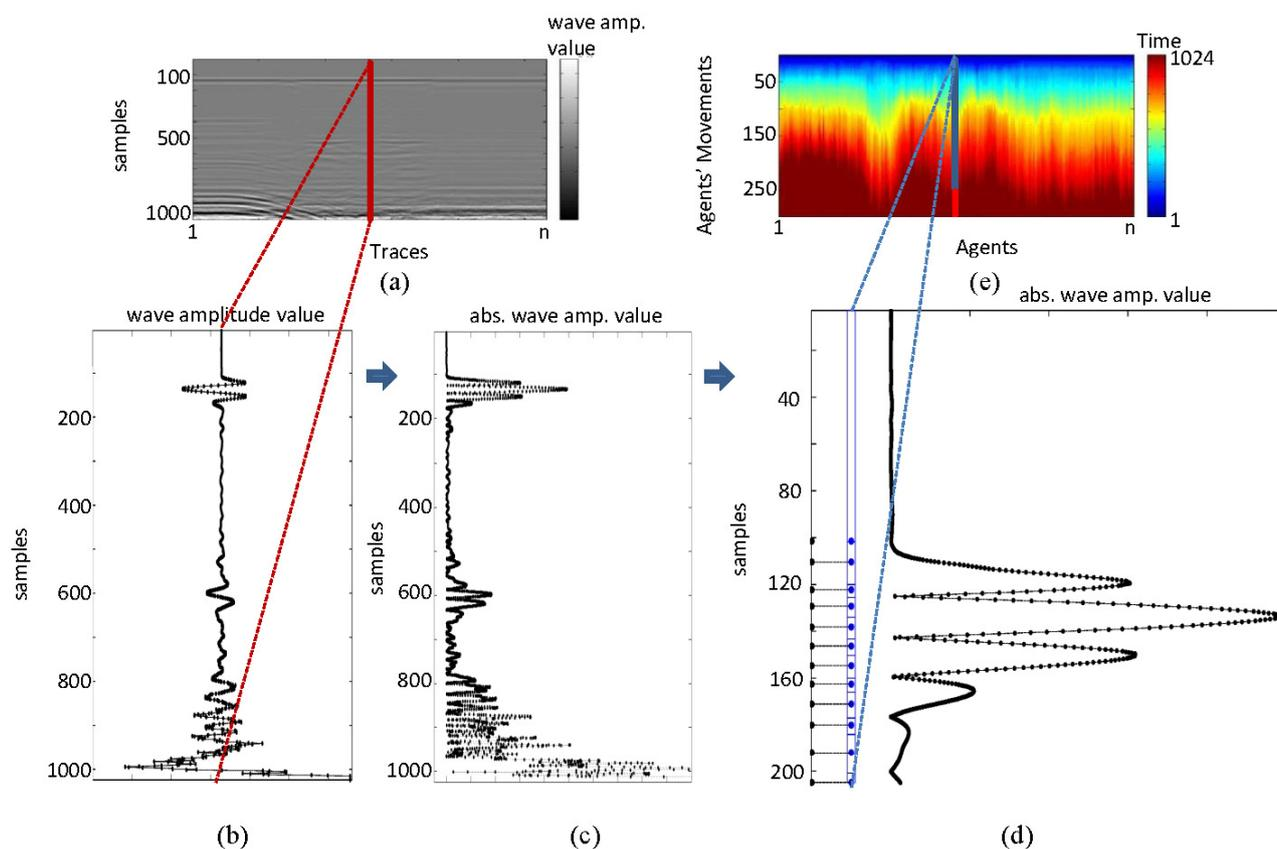 wave amp.
value
100
500
1000
samples
1
n
Traces
(a)
Time
1024
1
50
150
250
Agents' Movements
1
n
Agents
(e)
wave amplitude value
200
400
600
800
1000
samples
(b)
abs. wave amp. value
200
400
600
800
1000
samples
(c)
abs. wave amp. value
40
80
120
160
200
samples
(d)